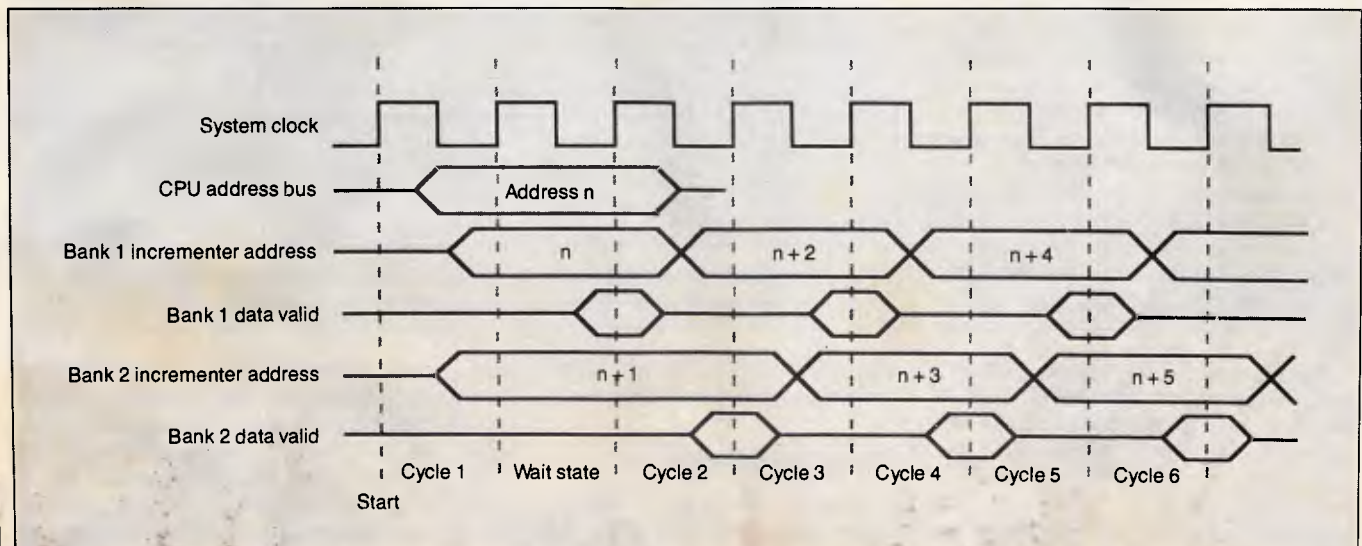 System clock
CPU address bus
Address n
Bank 1 incrementer address
n
n + 2
n + 4
Bank 1 data valid
Bank 2 incrementer address
n + 1
n + 3
n + 5
Bank 2 data valid
Cycle 1
Wait state
Cycle 2
Cycle 3
Cycle 4
Cycle 5
Cycle 6
Start